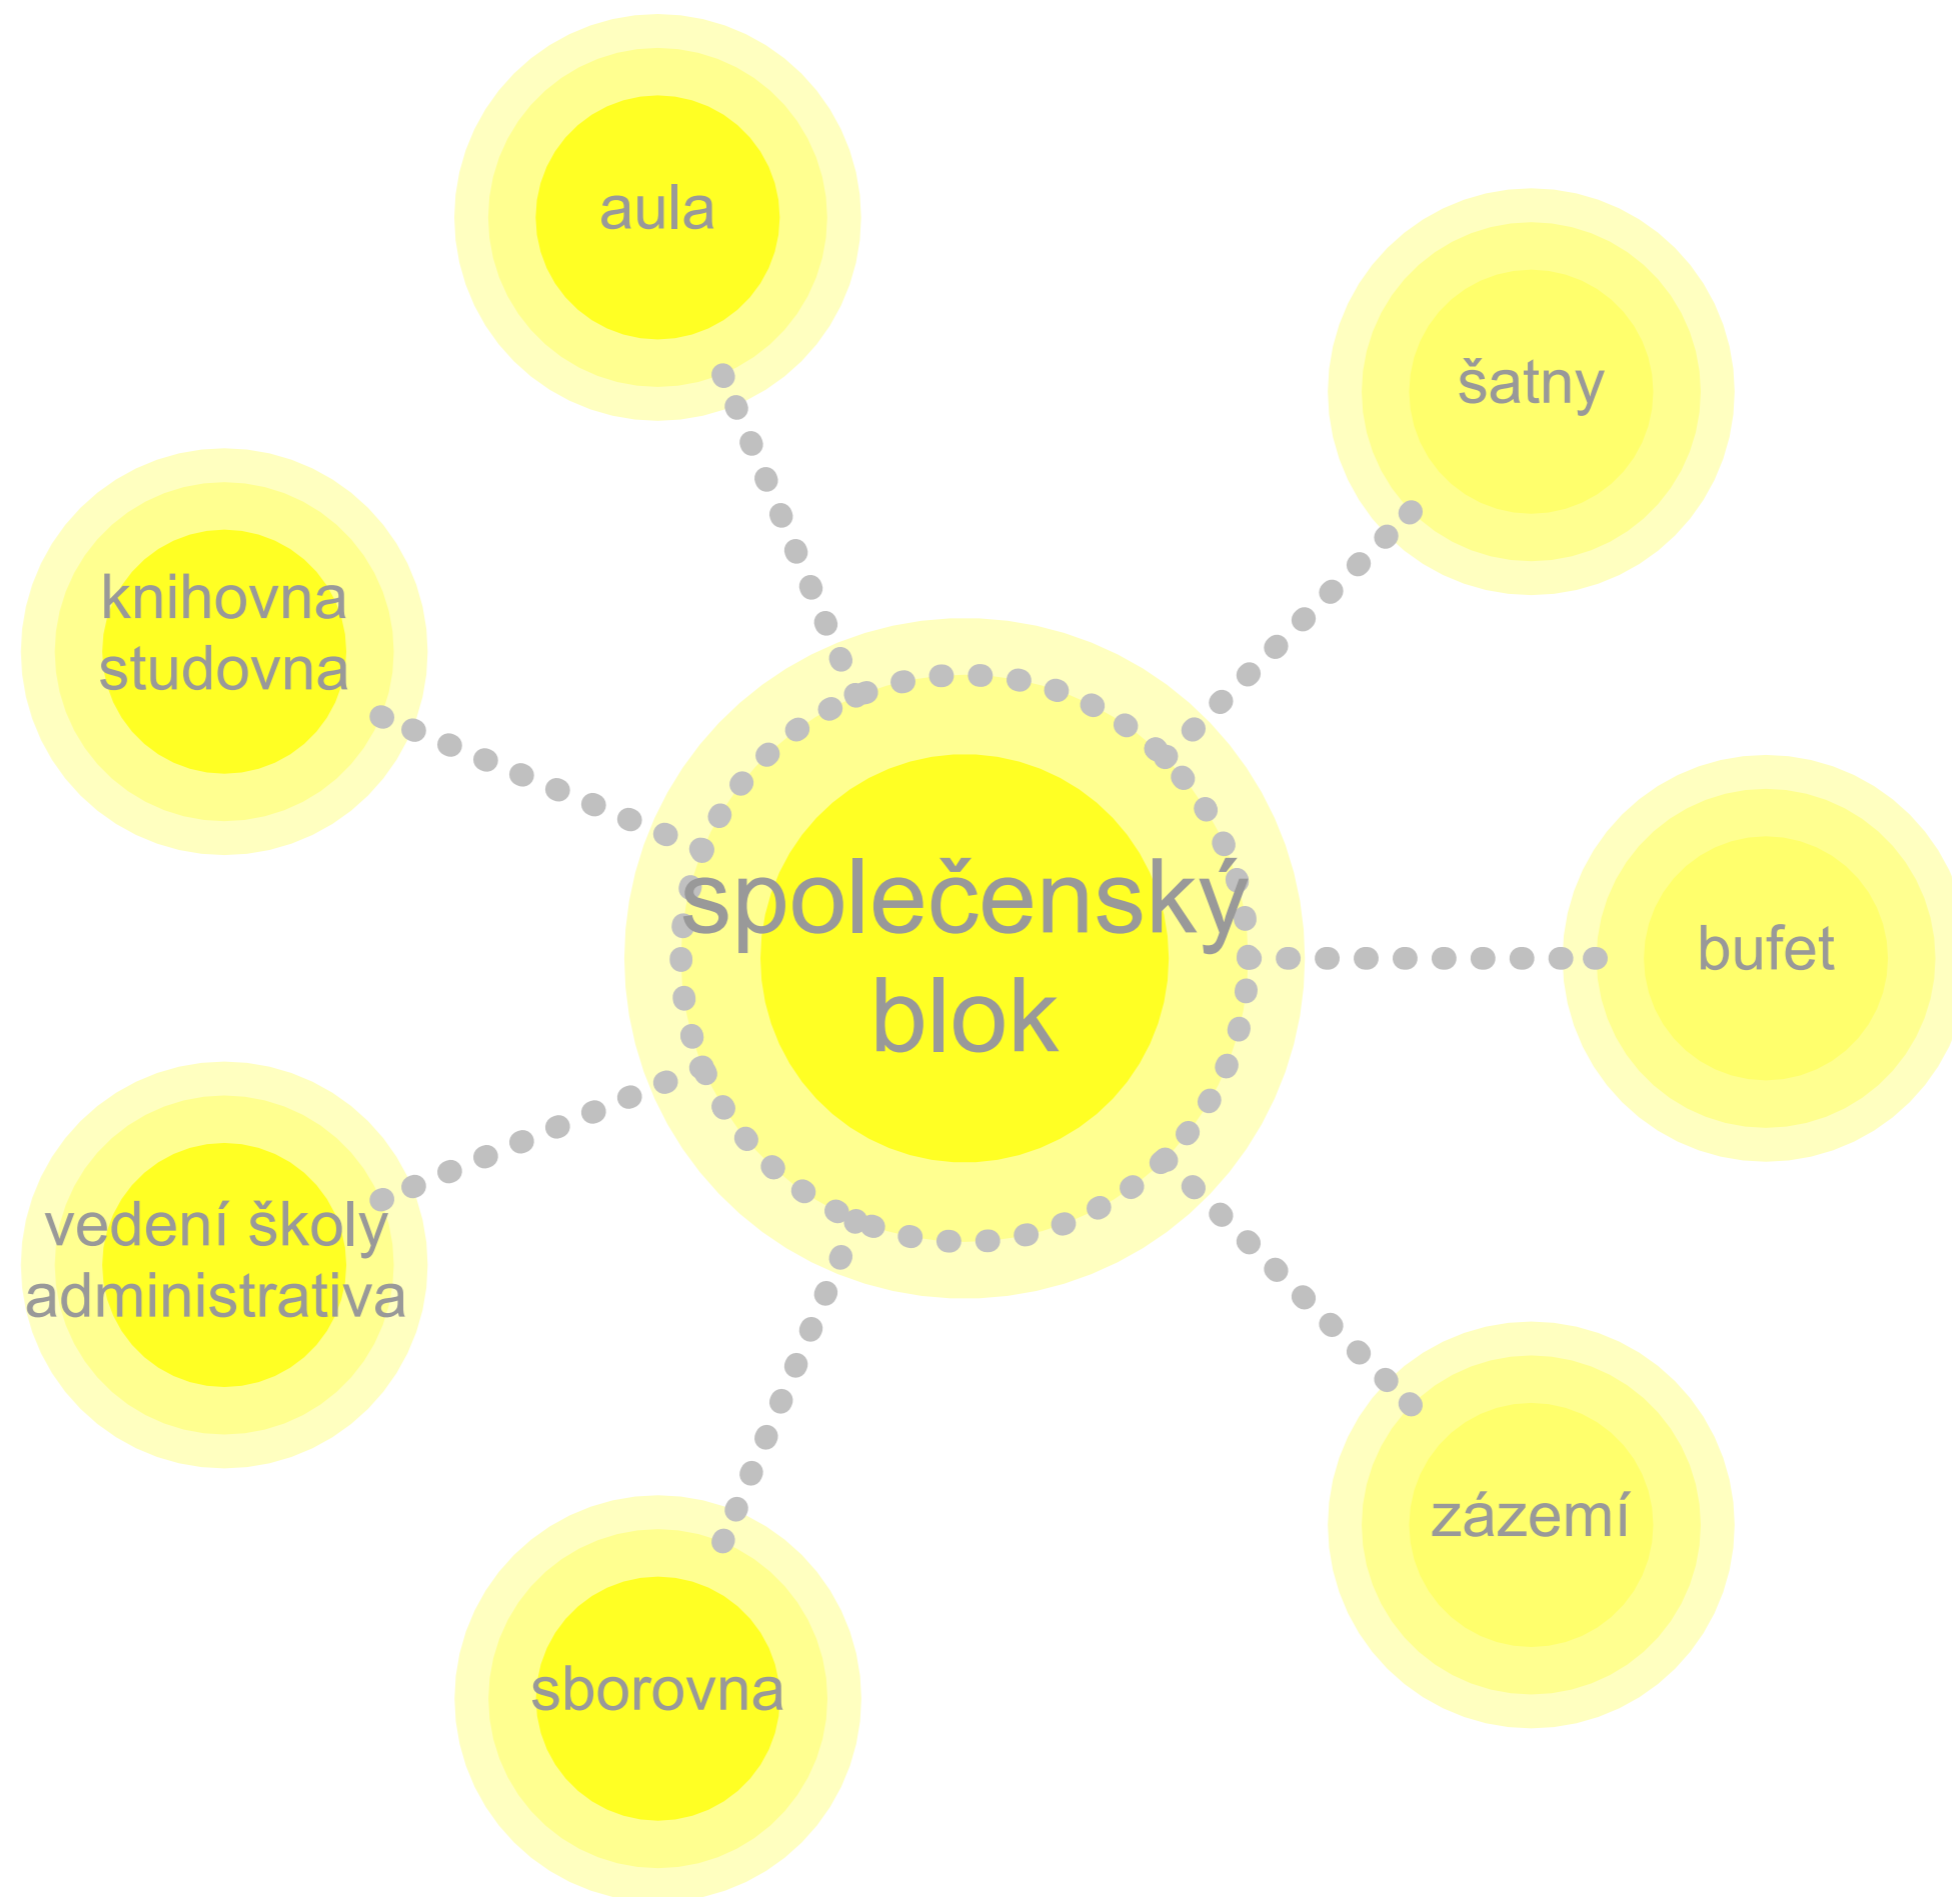 aula
šatny
knihovna
studovna
společenský
blok
bufet
vedení školy
administrativa
zázemí
sborovna